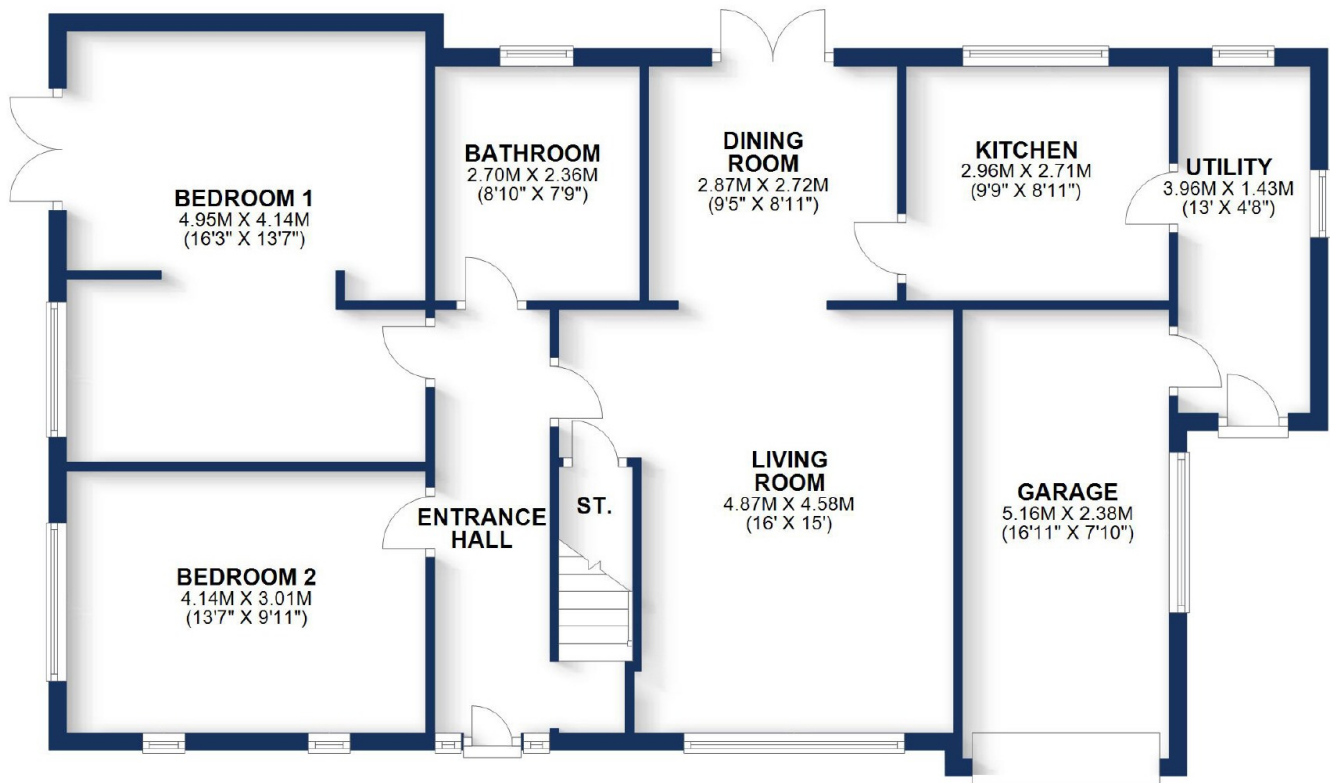 BEDROOM 1
4.95M X 4.14M
(16'3" X 13'7")
BATHROOM
2.70M X 2.36M
(8'10" X 7'9")
DINING
ROOM
2.87M X 2.72M
(9'5" X 8'11")
KITCHEN
2.96M X 2.71M
(9'9" X 8'11")
UTILITY
3.96M X 1.43M
(13' X 4'8")
BEDROOM 2
4.14M X 3.01M
(13'7" X 9'11")
ENTRANCE
HALL
ST.
LIVING
ROOM
4.87M X 4.58M
(16' X 15')
GARAGE
5.16M X 2.38M
(16'11" X 7'10")